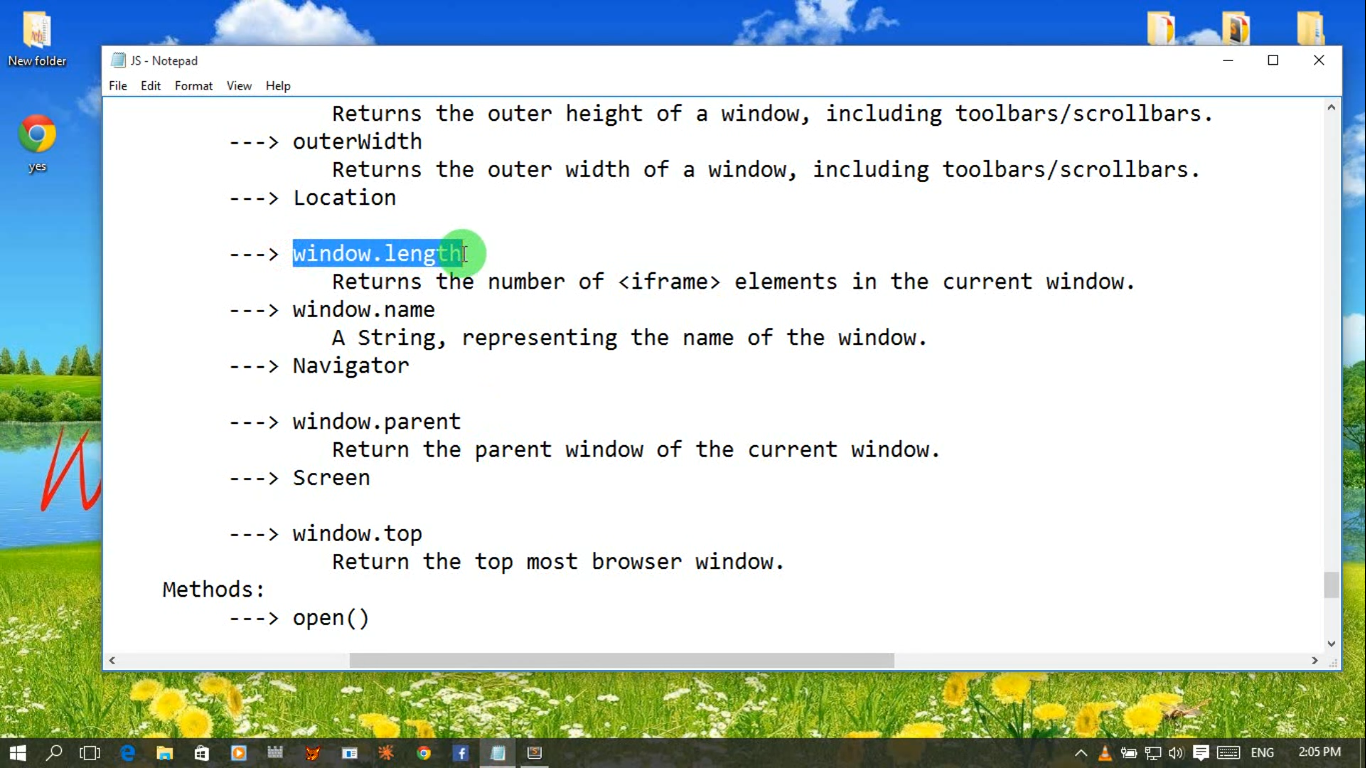 New folder
yes
JS - Notepad
File Edit Format View Help
Returns the outer height of a window, including toolbars/scrollbars.
---> outerWidth
Returns the outer width of a window, including toolbars/scrollbars.
---> Location
---> window.length
Returns the number of <iframe> elements in the current window.
---> window.name
A String, representing the name of the window.
---> Navigator
---> window.parent
Return the parent window of the current window.
---> Screen
---> window.top
Return the top most browser window.
Methods:
---> open()
ENG 2:05 PM